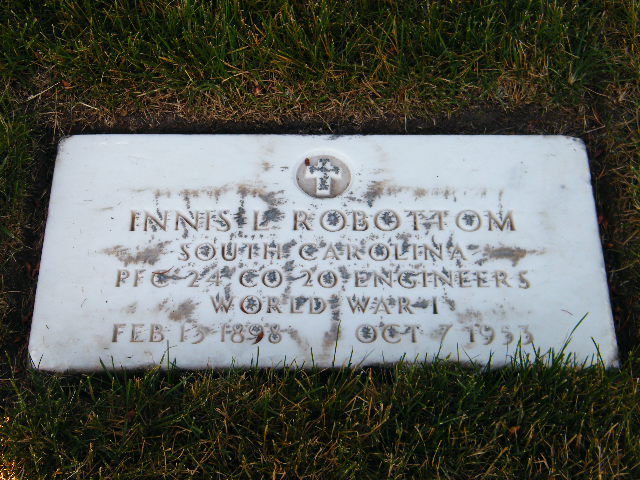 INNIS L ROBOTTOM
SOUTH CAROLINA
PFC 24 CO 20 ENGINEERS
WORLD WAR I
FEB 15 1898 OCT 7 1953